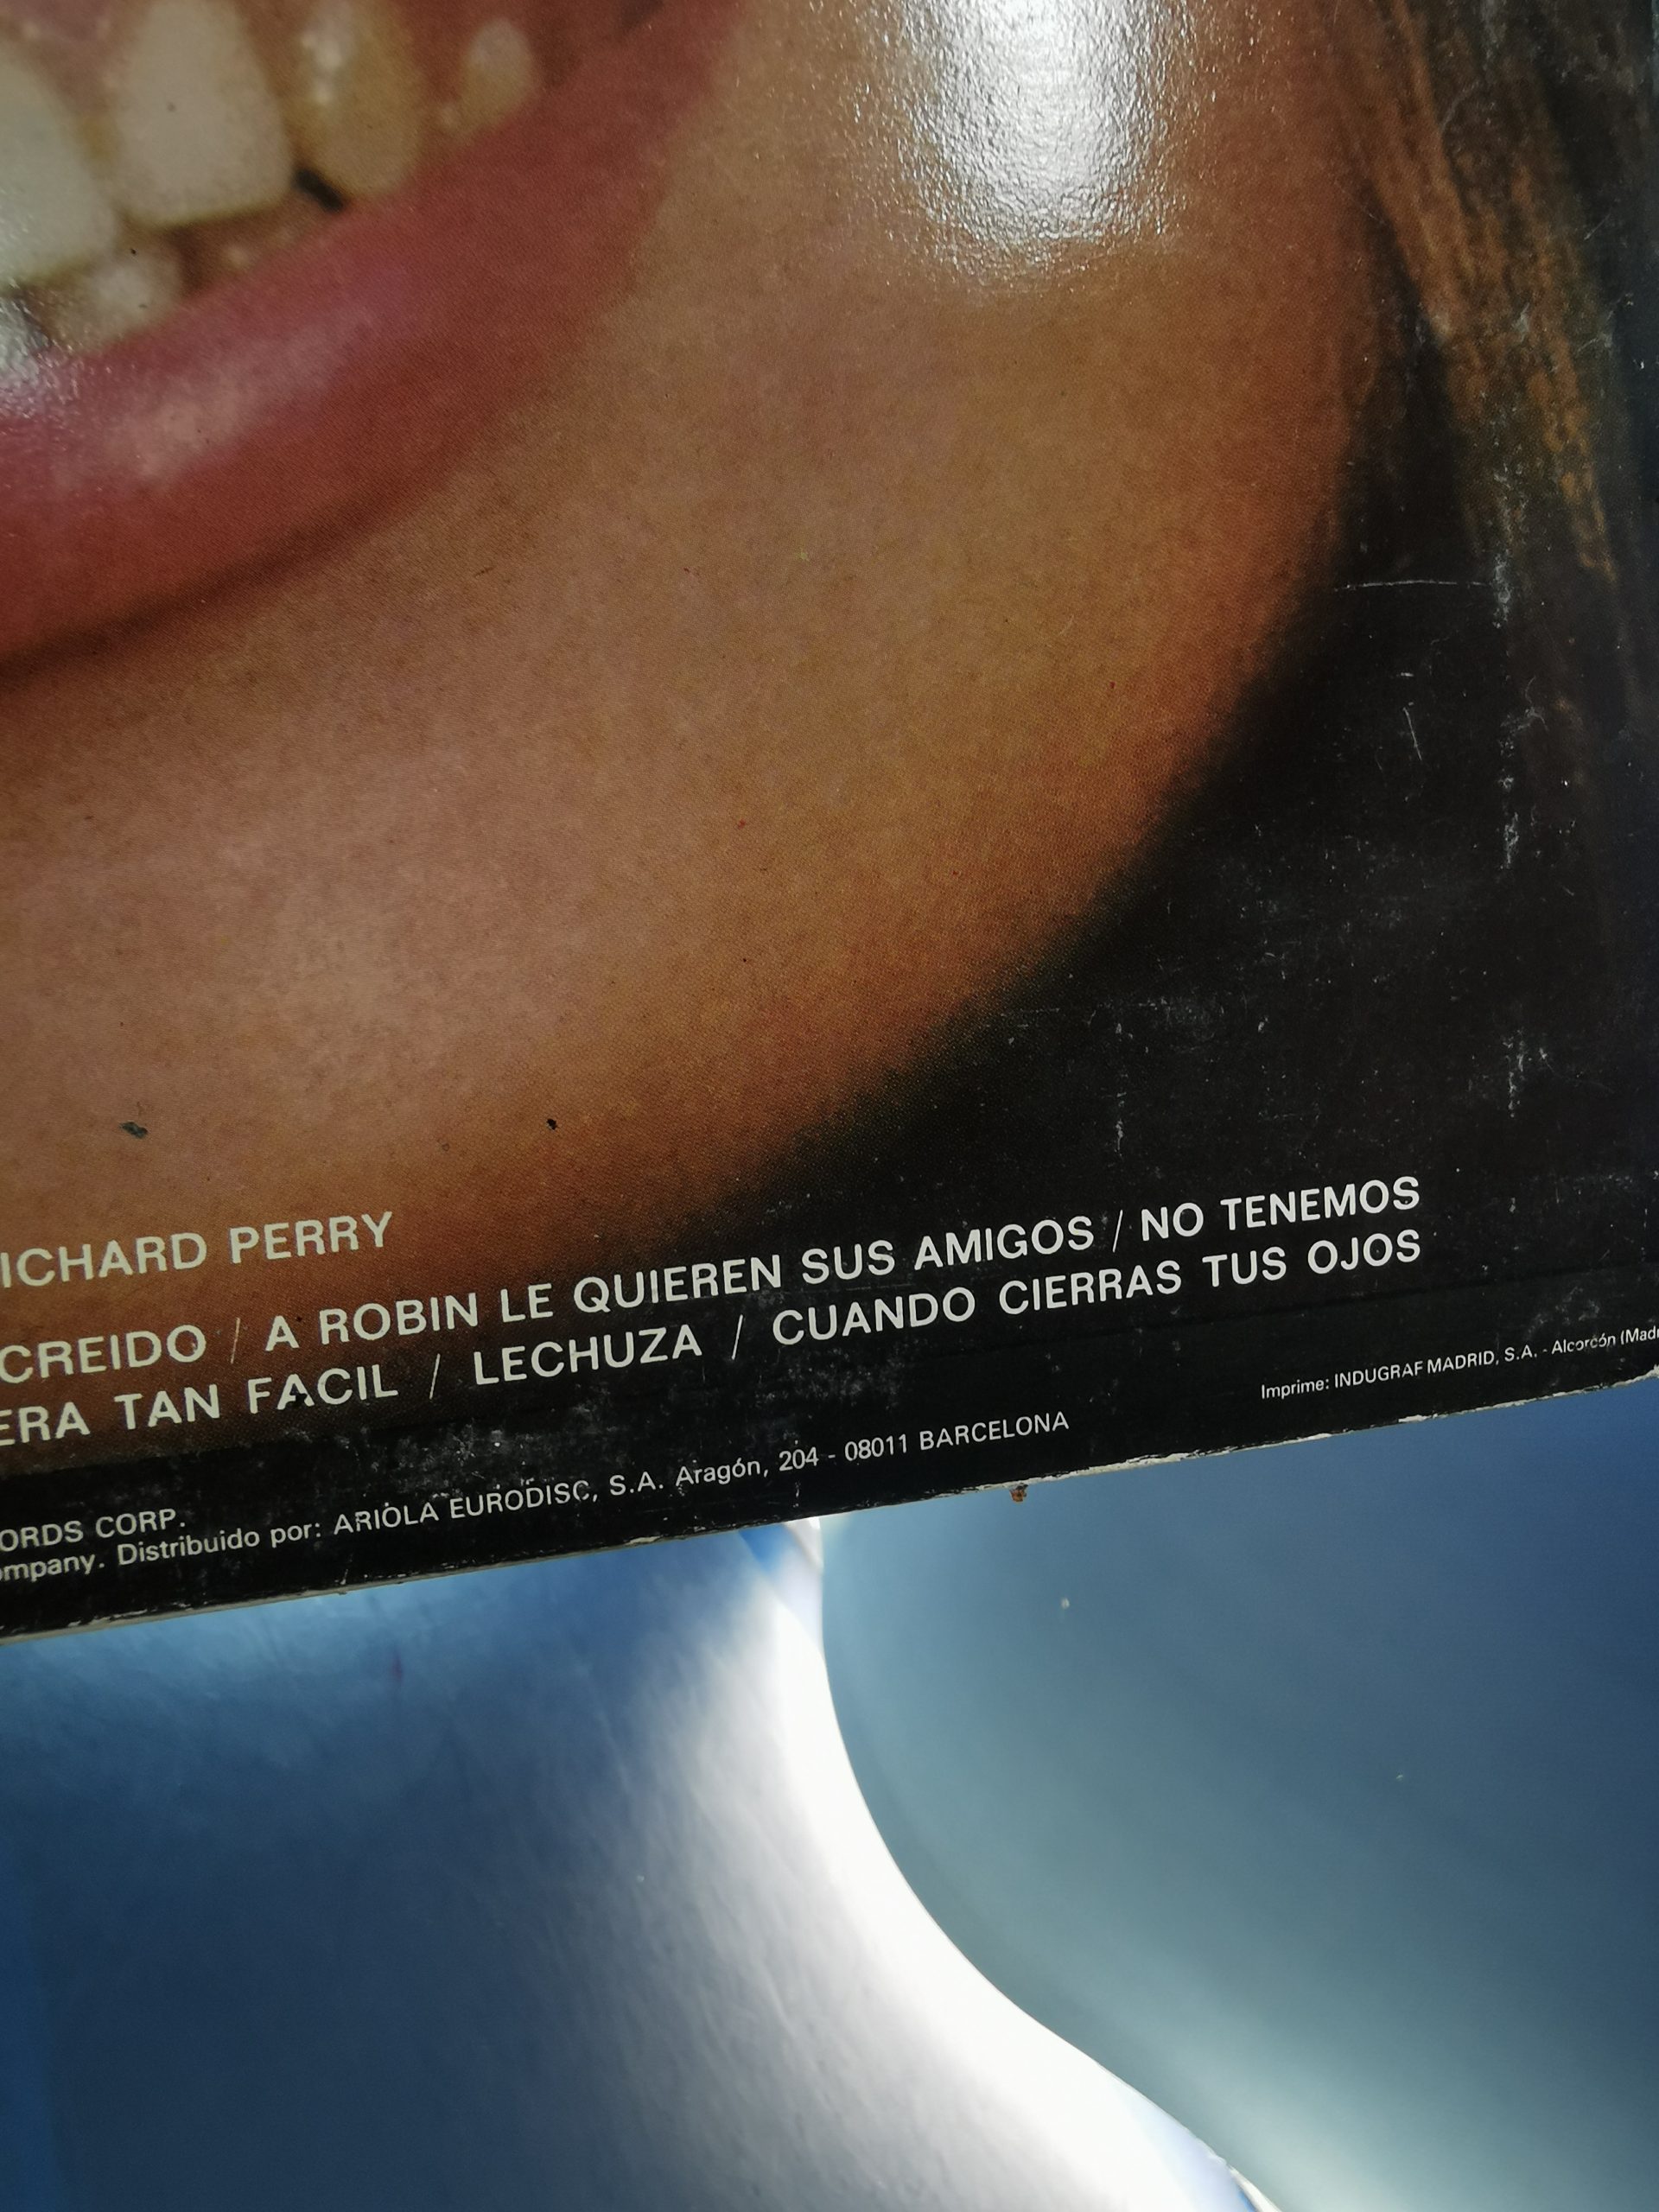 ICHARD PERRY
CREIDO / A ROBIN LE QUIEREN SUS AMIGOS / NO TENEMOS
ERA TAN FACIL / LECHUZA / CUANDO CIERRAS TUS OJOS
Imprime: INDUGRAF MADRID, S.A. - Alcorcón (Mad
ORDS CORP.
ompany. Distribuido por: ARIOLA EURODISC, S.A. Aragón, 204 - 08011 BARCELONA